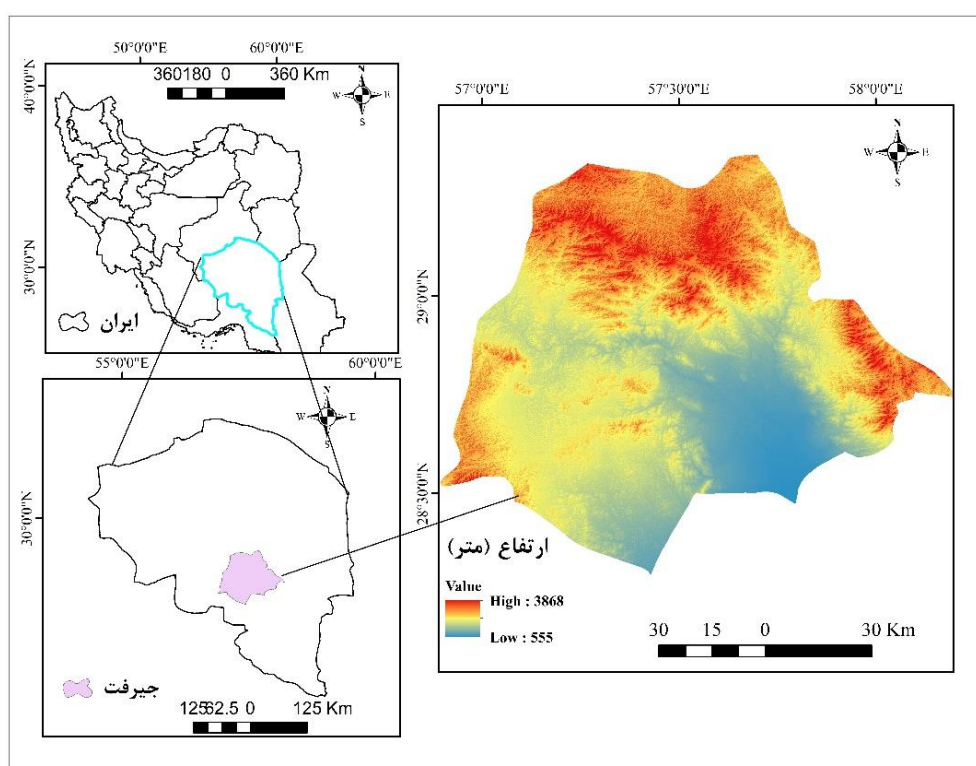 50°0'0"E 60°0'0"E
360180 0 360 Km
N
W E
S
40°0'0"N
30°0'0"N
ایران
55°0'0"E 60°0'0"E
N
W E
S
30°0'0"N
جیرفت
12562.5 0 125 Km
57°0'0"E 57°30'0"E 58°0'0"E
N
W E
S
29°0'0"N
28°30'0"N
ارتفاع (متر)
Value
High : 3868
Low : 555
30 15 0 30 Km